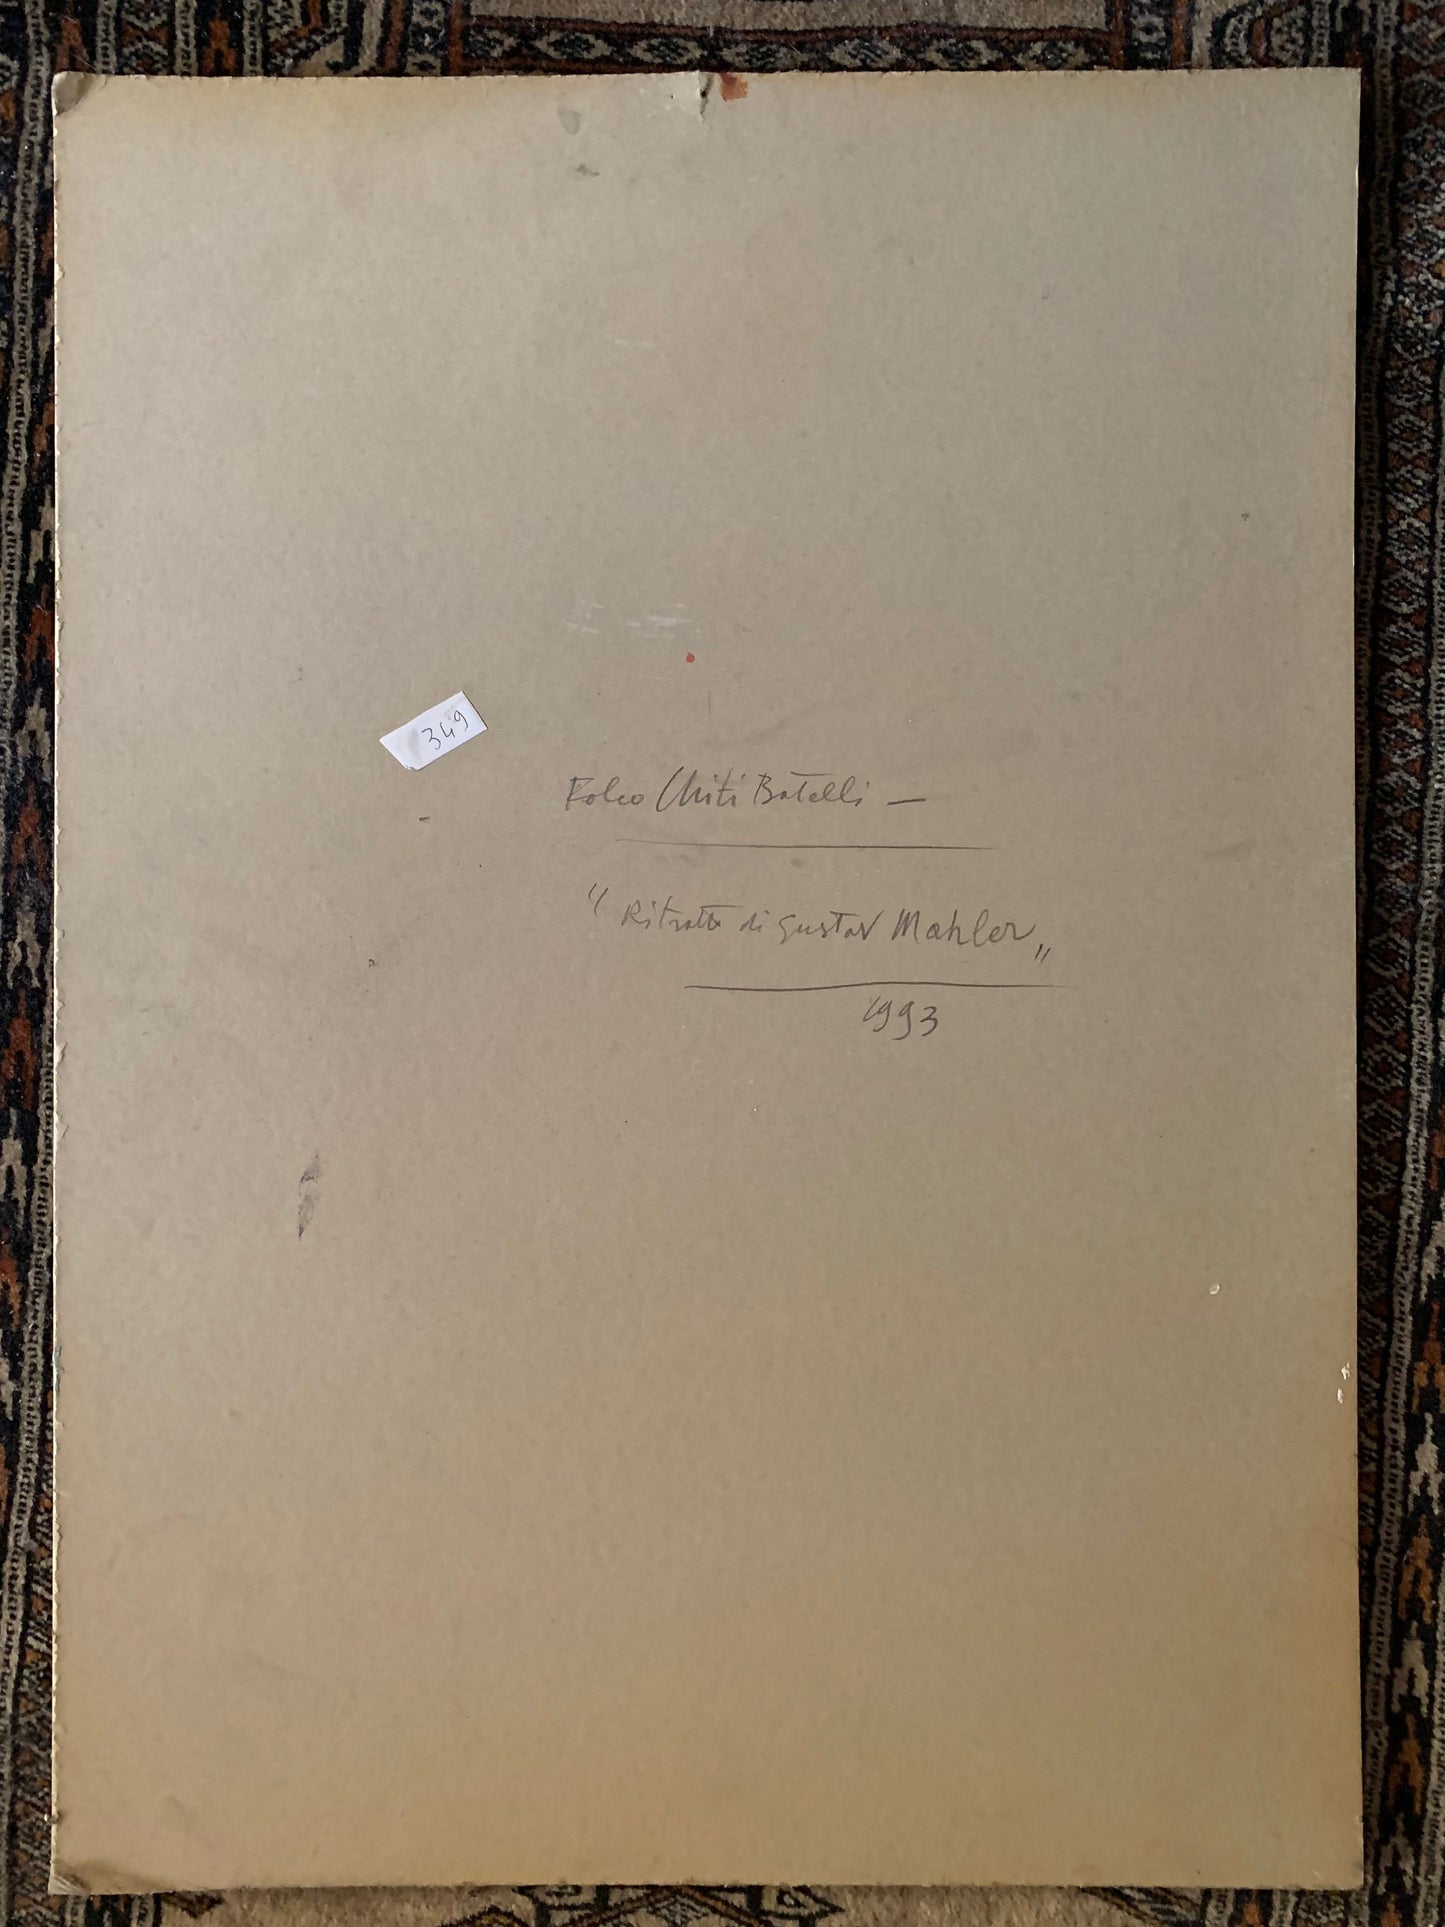 349
Folco Chiti Batelli —
"Ritratto di Gustav Mahler„
1993